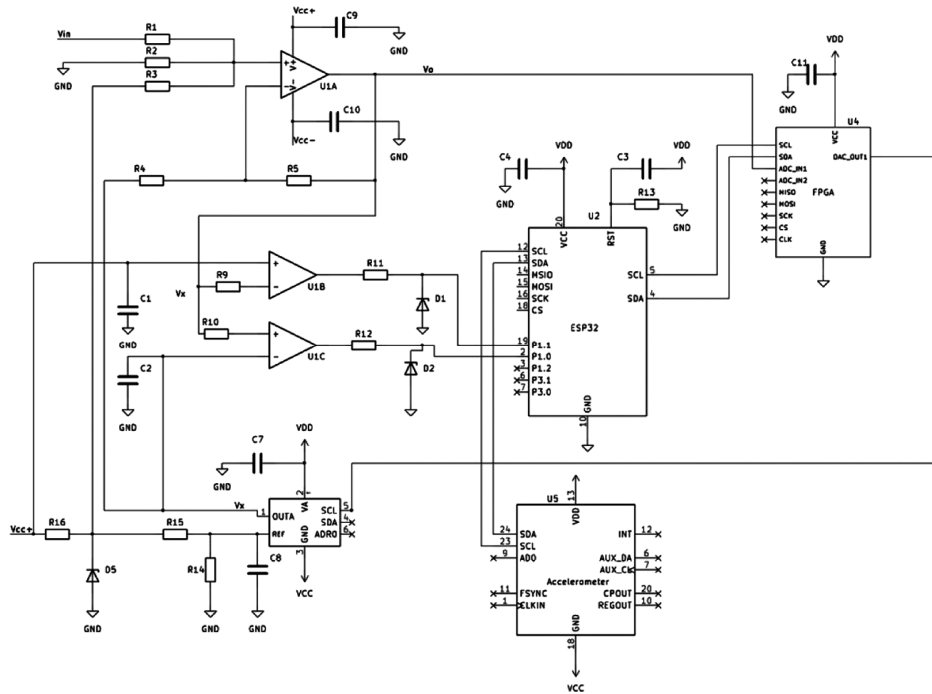 Vcc+
C9
GND
Vin
R1
R2
GND
R3
V+
V-
U1A
Vo
C10
Vcc-
GND
VDD
C11
GND
U4
VCC
SCL
SDA
ADC_IN1
ADC_IN2
MISO
MOSI
SCK
CS
CLK
DAC_OUT1
FPGA
GND
R4
R5
C4
VDD
GND
C3
VDD
R13
GND
U2
20
VCC
RST
12
SCL
13
SDA
14
MSIO
15
MOSI
16
SCK
18
CS
SCL
5
SDA
4
ESP32
19
P1.1
2
P1.0
3
P1.2
6
P3.1
7
P3.0
GND
10
C1
GND
Vx
R9
U1B
R11
D1
GND
R10
U1C
R12
D2
GND
C2
GND
C7
VDD
GND
Vx
1
OUTA
2
VA
SCL
5
SDA
4
ADRO
6
REF
GND
3
VCC
Vcc+
R16
R15
D5
GND
R14
GND
C8
GND
U5
13
VDD
24
SDA
23
SCL
9
ADO
INT
12
AUX_DA
6
AUX_CL
7
Accelerometer
11
FSYNC
1
CLKIN
CPOUT
20
REGOUT
10
GND
18
VCC